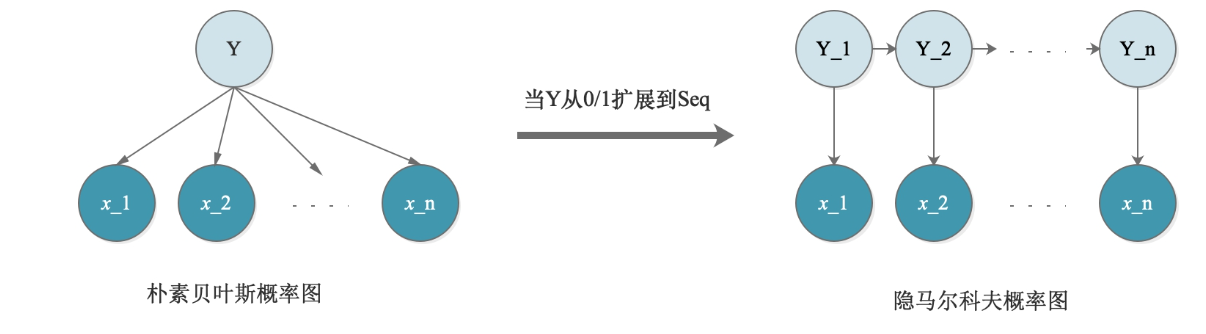 Y
x_1 x_2 . . . . x_n
朴素贝叶斯概率图
当Y从0/1扩展到Seq
Y_1 Y_2 . . . . Y_n
x_1 x_2 . . . . x_n
隐马尔科夫概率图